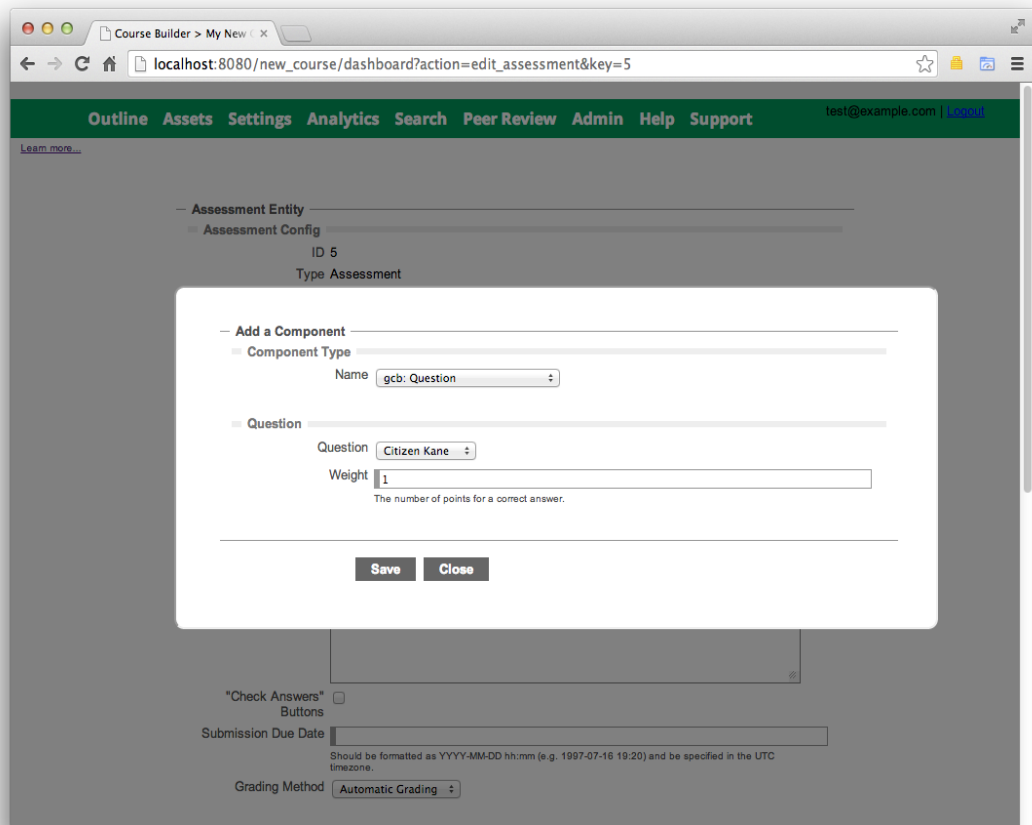 Course Builder > My New
localhost:8080/new_course/dashboard?action=edit_assessment&key=5
Outline Assets Settings Analytics Search Peer Review Admin Help Support
test@example.com | Logout
Learn more...
Assessment Entity
Assessment Config
ID 5
Type Assessment
Add a Component
Component Type
Name gcb: Question
Question
Question Citizen Kane
Weight 1
The number of points for a correct answer.
Save Close
"Check Answers"
Buttons
Submission Due Date
Should be formatted as YYYY-MM-DD hh:mm (e.g. 1997-07-16 19:20) and be specified in the UTC
timezone.
Grading Method Automatic Grading